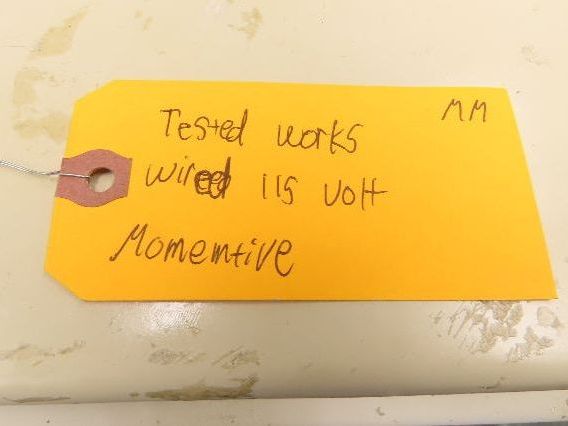 MM
Tested works
wired 115 volt
Momemtive